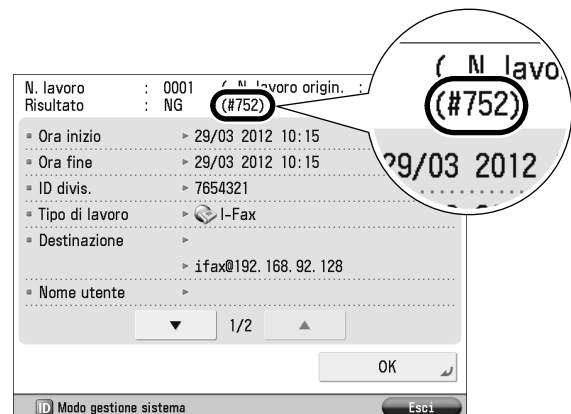 N. lavoro : 0001 ( N. lavoro origin. :
Risultato : NG (#752)
Ora inizio 29/03 2012 10:15
Ora fine 29/03 2012 10:15
ID divis. 7654321
Tipo di lavoro I-Fax
Destinazione
ifax@192.168.92.128
Nome utente
1/2
OK
ID Modo gestione sistema Esci
( N lavo
(#752)
29/03 2012